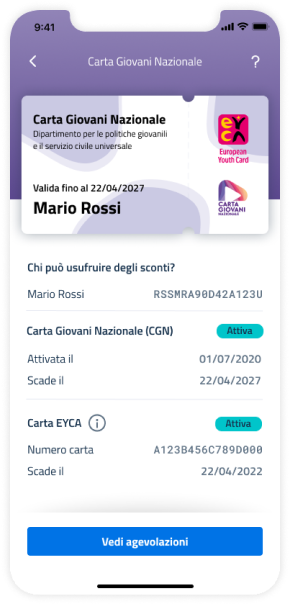 9:41
Carta Giovani Nazionale
?
Carta Giovani Nazionale
Dipartimento per le politiche giovanili
e il servizio civile universale
EYCA
European
Youth Card
Valida fino al 22/04/2027
Mario Rossi
CARTA
GIOVANI
NAZIONALE
Chi può usufruire degli sconti?
Mario Rossi RSSMRA90D42A123U
Carta Giovani Nazionale (CGN) Attiva
Attivata il 01/07/2020
Scade il 22/04/2027
Carta EYCA i Attiva
Numero carta A123B456C789D000
Scade il 22/04/2022
Vedi agevolazioni